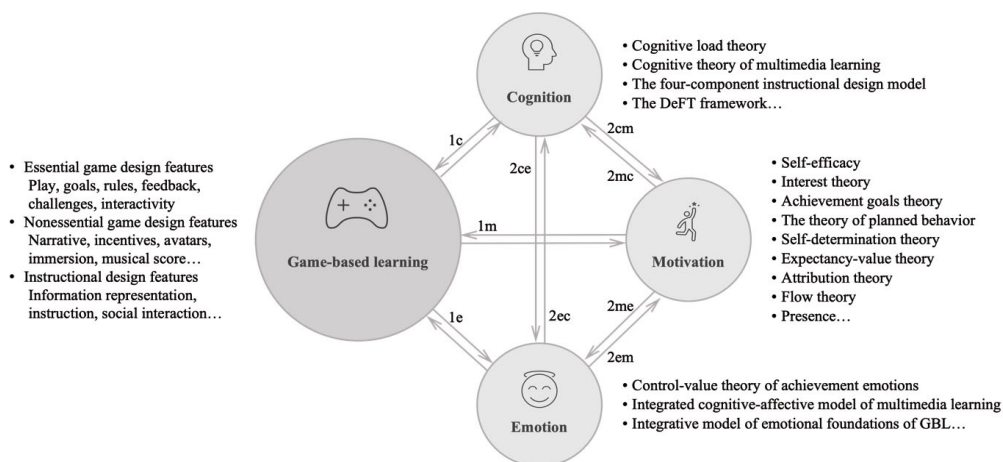 • Essential game design features
Play, goals, rules, feedback,
challenges, interactivity
• Nonessential game design features
Narrative, incentives, avatars,
immersion, musical score…
• Instructional design features
Information representation,
instruction, social interaction…
Game-based learning
1c
1m
1e
Cognition
• Cognitive load theory
• Cognitive theory of multimedia learning
• The four-component instructional design model
• The DeFT framework…
2ce
2ec
2cm
2mc
Motivation
• Self-efficacy
• Interest theory
• Achievement goals theory
• The theory of planned behavior
• Self-determination theory
• Expectancy-value theory
• Attribution theory
• Flow theory
• Presence…
2me
2em
Emotion
• Control-value theory of achievement emotions
• Integrated cognitive-affective model of multimedia learning
• Integrative model of emotional foundations of GBL…